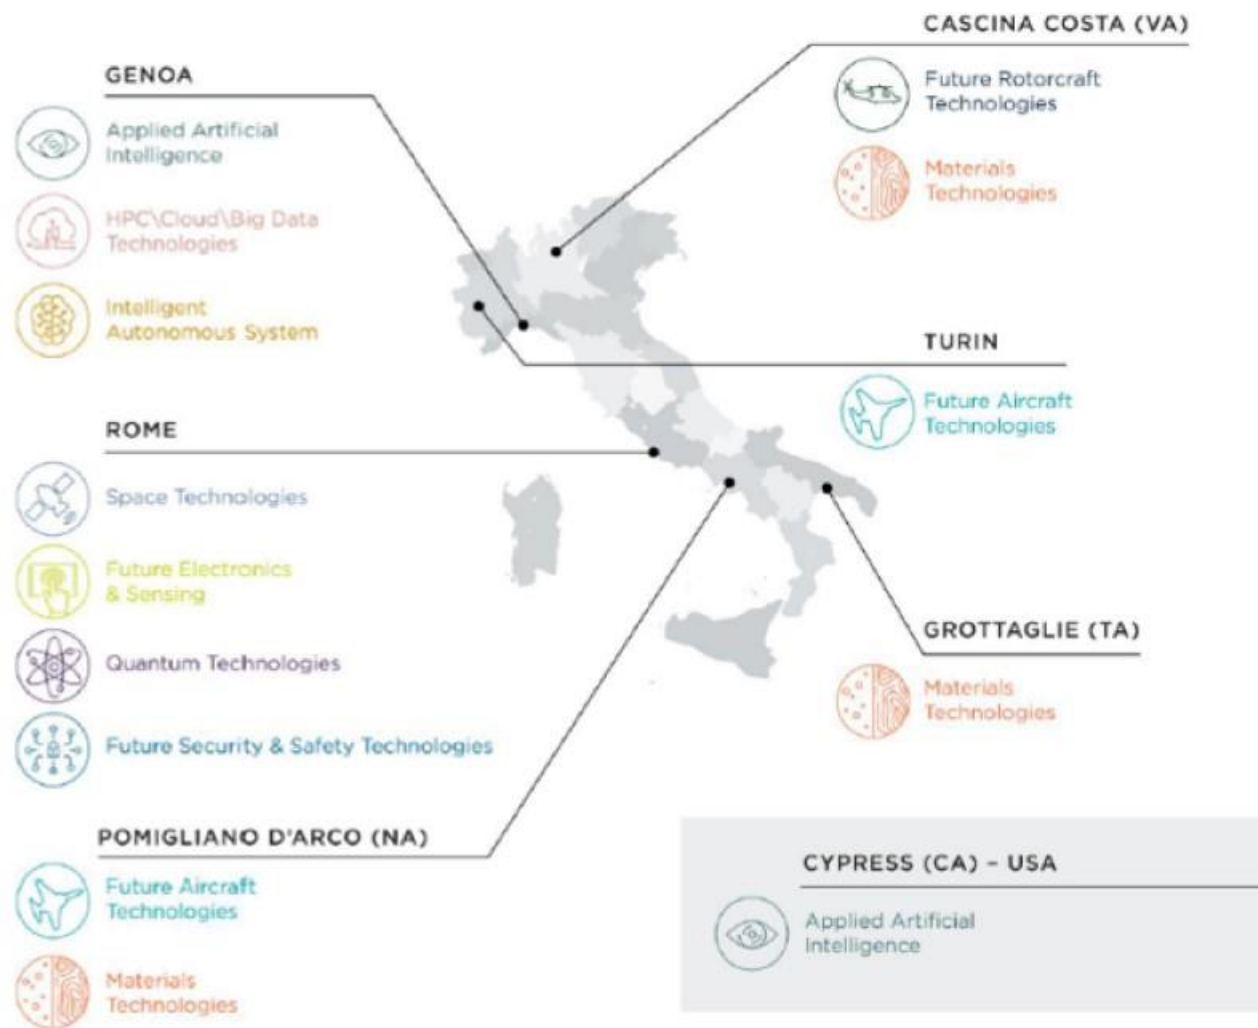 GENOA
Applied Artificial
Intelligence
HPC\Cloud\Big Data
Technologies
Intelligent
Autonomous System
ROME
Space Technologies
Future Electronics
& Sensing
Quantum Technologies
Future Security & Safety Technologies
POMIGLIANO D'ARCO (NA)
Future Aircraft
Technologies
Materials
Technologies
CASCINA COSTA (VA)
Future Rotorcraft
Technologies
Materials
Technologies
TURIN
Future Aircraft
Technologies
GROTTAGLIE (TA)
Materials
Technologies
CYPRESS (CA) – USA
Applied Artificial
Intelligence